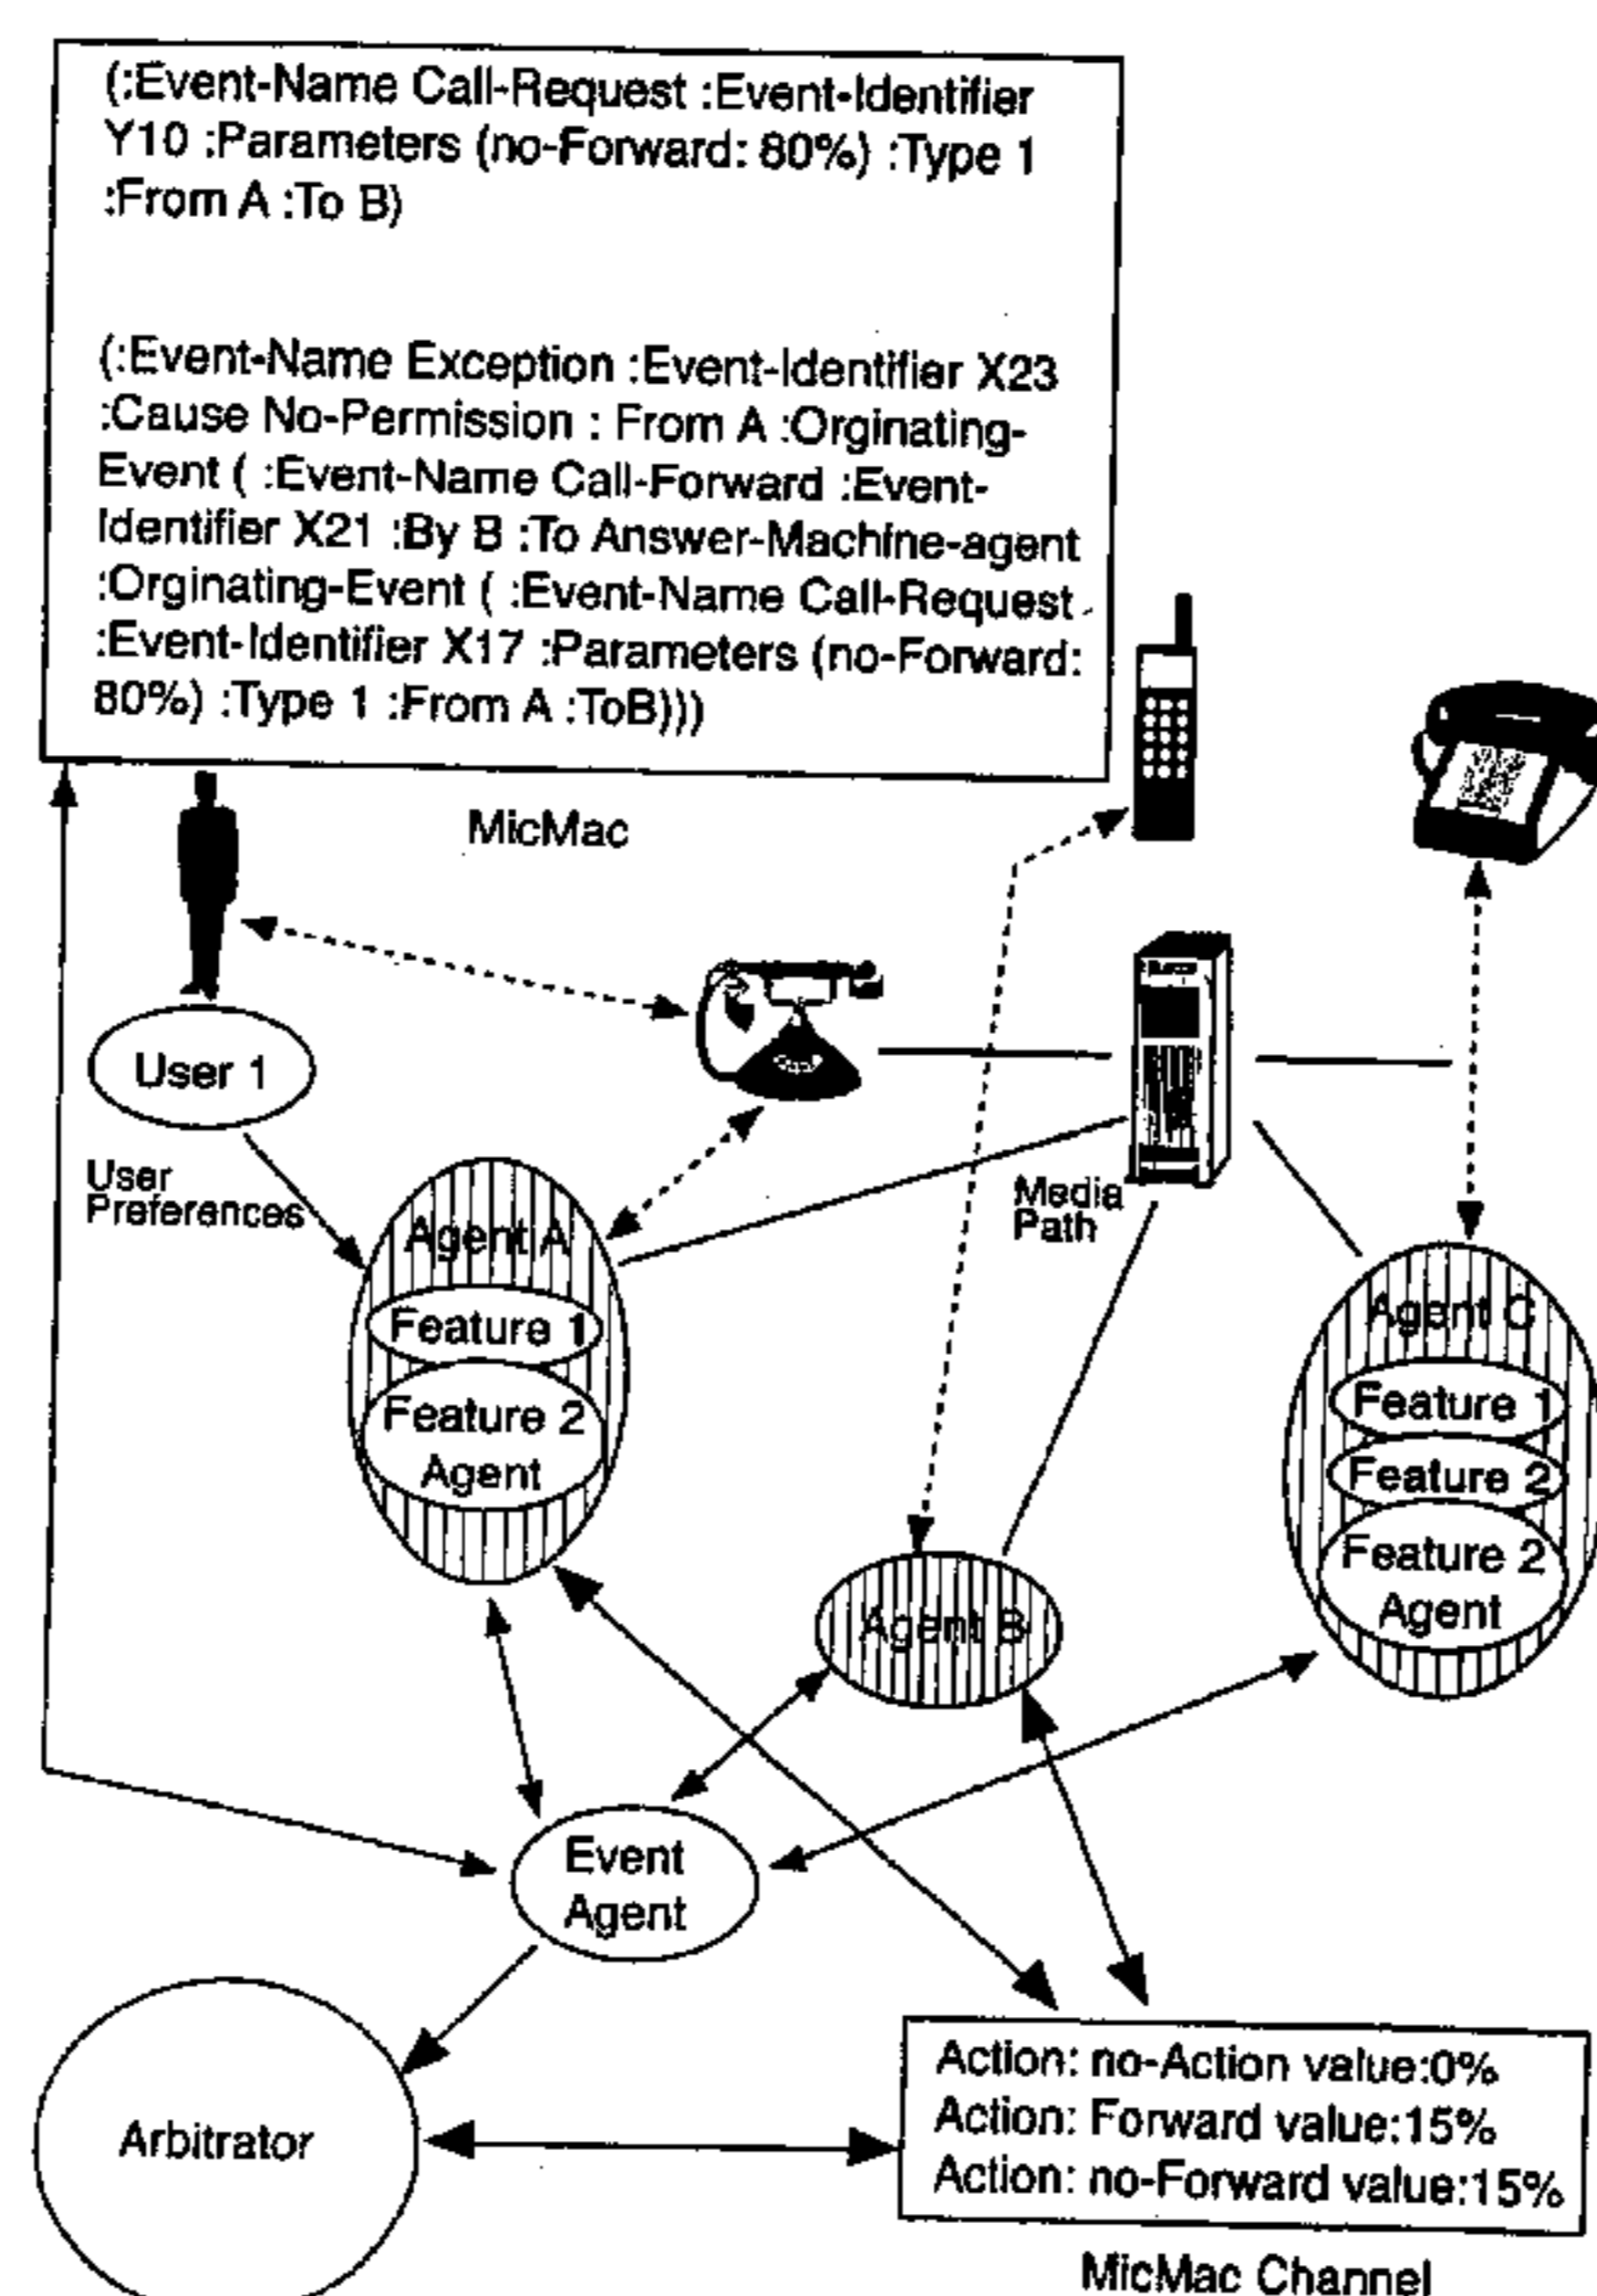 (:Event-Name Call-Request :Event-Identifier
Y10 :Parameters (no-Forward: 80%) :Type 1
:From A :To B)
(:Event-Name Exception :Event-Identifier X23
:Cause No-Permission : From A :Orginating-
Event ( :Event-Name Call-Forward :Event-
Identifier X21 :By B :To Answer-Machine-agent
:Orginating-Event ( :Event-Name Call-Request
:Event-Identifier X17 :Parameters (no-Forward:
80%) :Type 1 :From A :ToB)))
MicMac
User 1
User
Preferences
Media
Path
Agent A
Feature 1
Feature 2
Agent
Agent C
Feature 1
Feature 2
Feature 2
Agent
Agent B
Event
Agent
Arbitrator
Action: no-Action value:0%
Action: Forward value:15%
Action: no-Forward value:15%
MicMac Channel